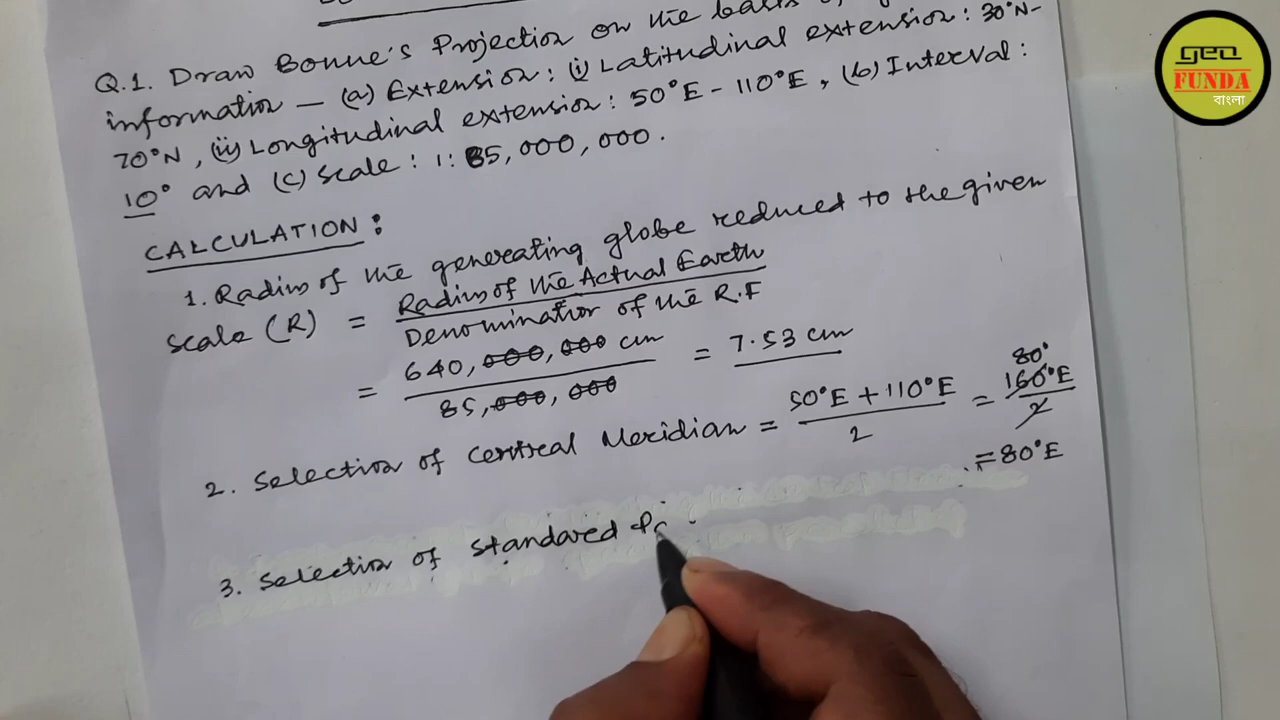 Q.1. Draw Bonne's Projection on the basis
information — (a) Extension: (i) Latitudinal extension: 30°N-
70°N, (ii) Longitudinal extension: 50°E - 110°E, (b) Interval:
10° and (c) Scale: 1: 85,000,000.
CALCULATION:
1. Radius of the generating globe reduced to the given
scale (R) = Radius of the Actual Earth
Denominator of the R.F
= 640,000,000 cm = 7.53 cm
85,000,000
2. Selection of Central Meridian = 50°E + 110°E = 160°E 80°
2 2
= 80°E
3. Selection of standared Pa
GEO
FUNDA
বাংলা